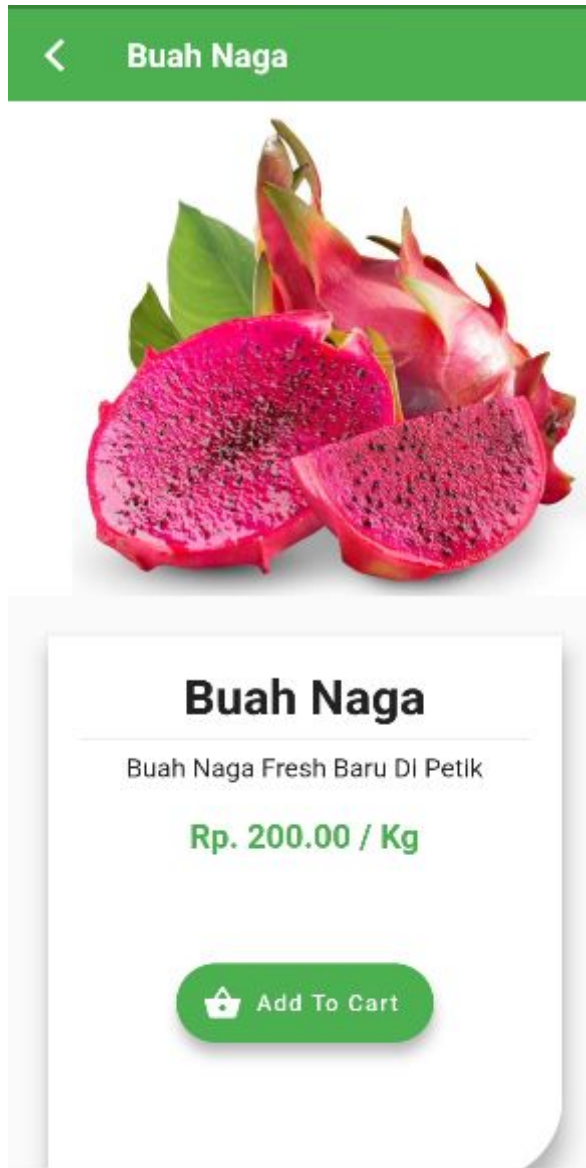 Buah Naga
Buah Naga
Buah Naga Fresh Baru Di Petik
Rp. 200.00 / Kg
Add To Cart